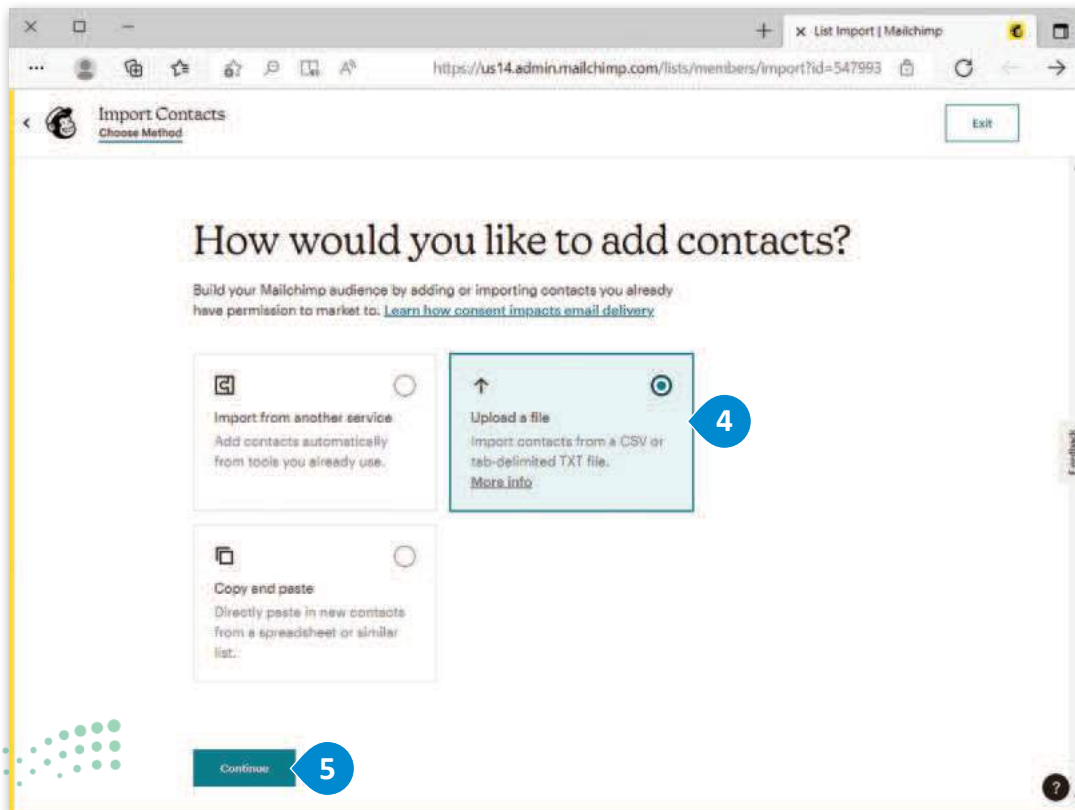 List Import | Mailchimp
https://us14.admin.mailchimp.com/lists/members/import?id=547993
Import Contacts
Choose Method
Exit
How would you like to add contacts?
Build your Mailchimp audience by adding or importing contacts you already
have permission to market to. Learn how consent impacts email delivery
Import from another service
Add contacts automatically
from tools you already use.
Upload a file
Import contacts from a CSV or
tab-delimited TXT file.
More info
4
Copy and paste
Directly paste in new contacts
from a spreadsheet or similar
list.
Feedback
Continue
5
?